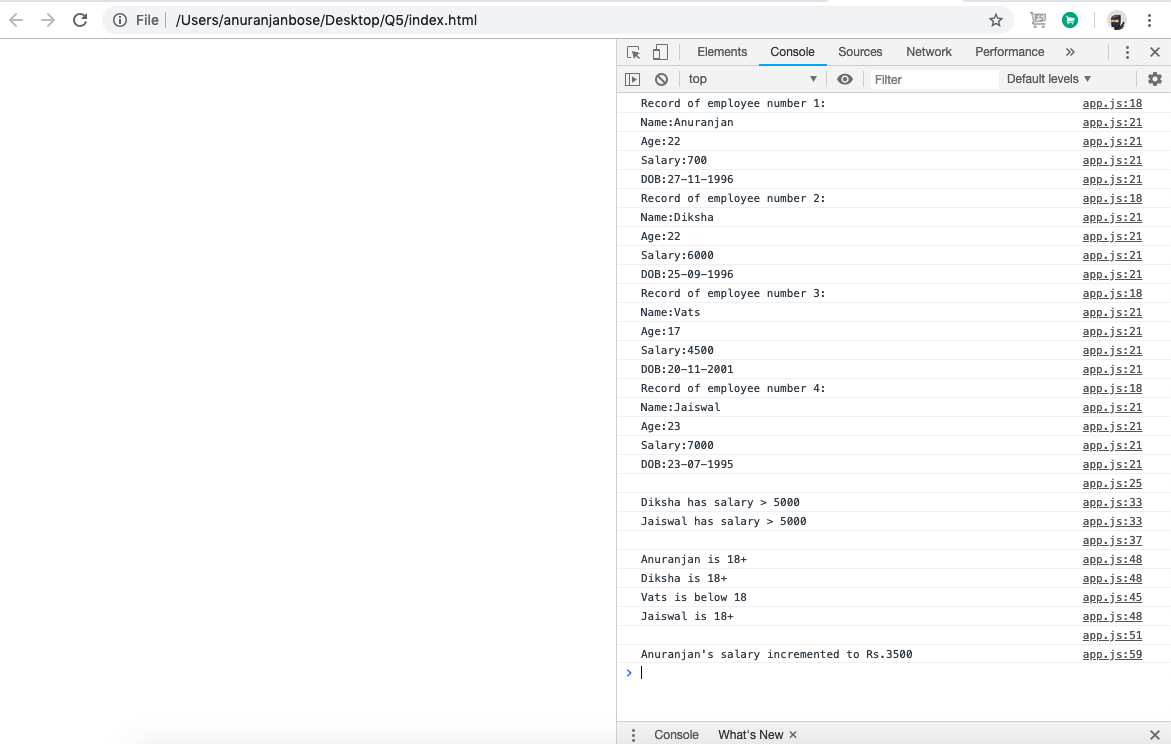 File /Users/anuranjanbose/Desktop/Q5/index.html
Elements Console Sources Network Performance »
top Filter Default levels
Record of employee number 1: app.js:18
Name:Anuranjan app.js:21
Age:22 app.js:21
Salary:700 app.js:21
DOB:27-11-1996 app.js:21
Record of employee number 2: app.js:18
Name:Diksha app.js:21
Age:22 app.js:21
Salary:6000 app.js:21
DOB:25-09-1996 app.js:21
Record of employee number 3: app.js:18
Name:Vats app.js:21
Age:17 app.js:21
Salary:4500 app.js:21
DOB:20-11-2001 app.js:21
Record of employee number 4: app.js:18
Name:Jaiswal app.js:21
Age:23 app.js:21
Salary:7000 app.js:21
DOB:23-07-1995 app.js:21
app.js:25
Diksha has salary > 5000 app.js:33
Jaiswal has salary > 5000 app.js:33
app.js:37
Anuranjan is 18+ app.js:48
Diksha is 18+ app.js:48
Vats is below 18 app.js:45
Jaiswal is 18+ app.js:48
app.js:51
Anuranjan's salary incremented to Rs.3500 app.js:59
>
Console What's New ×